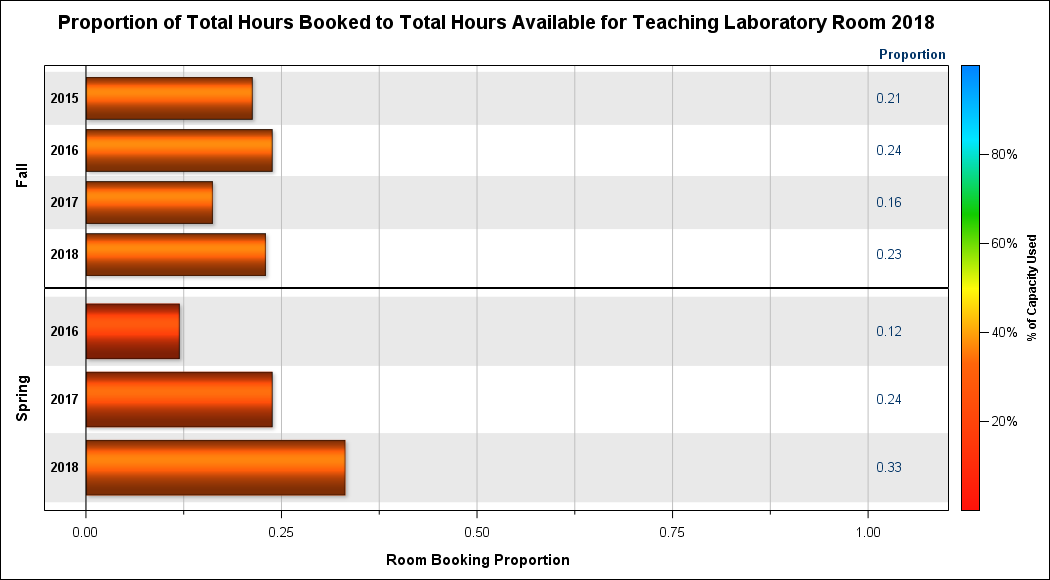 Proportion of Total Hours Booked to Total Hours Available for Teaching Laboratory Room 2018
Proportion
Fall
2015 0.21
2016 0.24
2017 0.16
2018 0.23
Spring
2016 0.12
2017 0.24
2018 0.33
0.00 0.25 0.50 0.75 1.00
Room Booking Proportion
80%
60%
40%
20%
% of Capacity Used